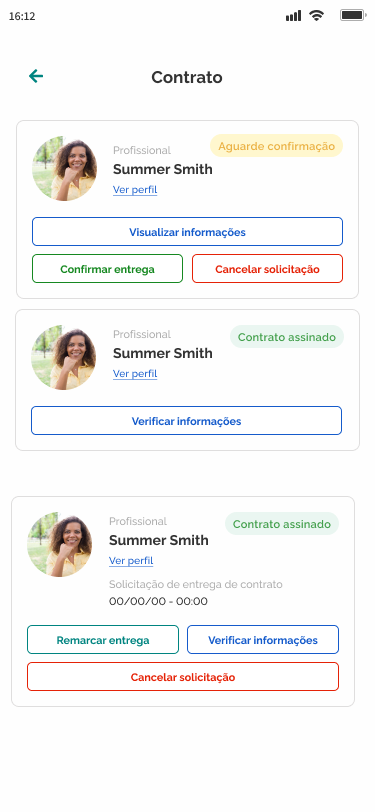 16:12
Contrato
Profissional
Aguarde confirmação
Summer Smith
Ver perfil
Visualizar informações
Confirmar entrega
Cancelar solicitação
Profissional
Contrato assinado
Summer Smith
Ver perfil
Verificar informações
Profissional
Contrato assinado
Summer Smith
Ver perfil
Solicitação de entrega de contrato
00/00/00 - 00:00
Remarcar entrega
Verificar informações
Cancelar solicitação